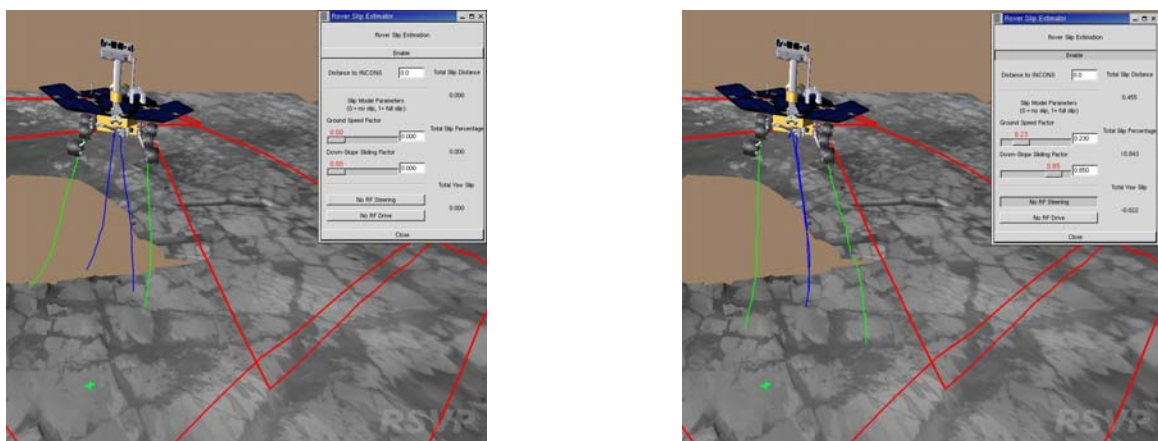 Rover Slip Estimator
Rover Slip Estimation
Enable
Distance to INCONS 0.0 Total Slip Distance
0.000
Slip Model Parameters
(0 = no slip, 1= full slip)
Ground Speed Factor
0.00 0.000
Total Slip Percentage
0.000
Down-Slope Sliding Factor
0.00 0.000
Total Yaw Slip
No RF Steering
0.000
No RF Drive
Close
RSVP
Rover Slip Estimator
Rover Slip Estimation
Enable
Distance to INCONS 0.0 Total Slip Distance
0.455
Slip Model Parameters
(0 = no slip, 1= full slip)
Ground Speed Factor
0.23 0.230
Total Slip Percentage
10.843
Down-Slope Sliding Factor
0.85 0.850
Total Yaw Slip
No RF Steering
-0.022
No RF Drive
Close
RSVP